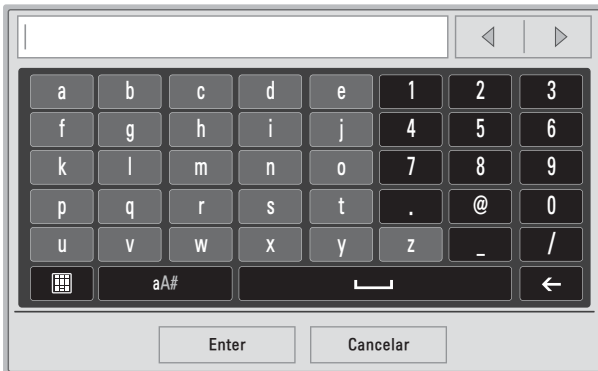 a b c d e 1 2 3
f g h i j 4 5 6
k l m n o 7 8 9
p q r s t . @ 0
u v w x y z _ /
aA#
Enter Cancelar